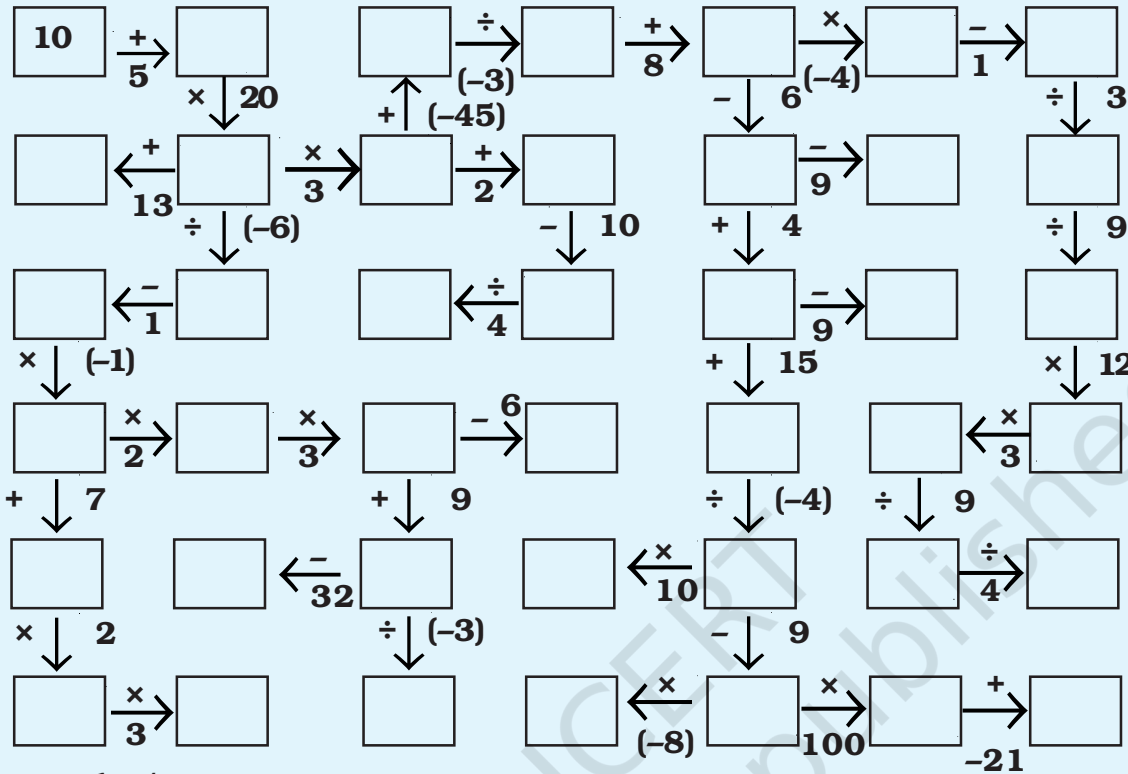 10 + 5 ÷ (–3) + 8 × (–4) – 1
× 20 + (–45) – 6 ÷ 3
+ 13 × 3 + 2 – 9
÷ (–6) – 10 + 4 ÷ 9
– 1 ÷ 4 – 9
× (–1) + 15 × 12
× 2 × 3 – 6 × 3
+ 7 + 9 ÷ (–4) ÷ 9
– 32 × 10 ÷ 4
× 2 ÷ (–3) – 9
× 3 × (–8) × 100 + –21
NCERT
publishe